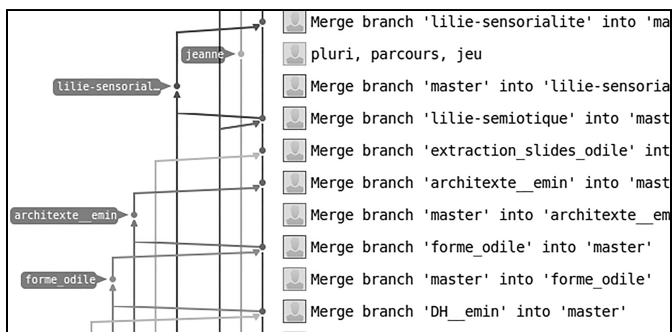 Merge branch 'lilie-sensorialite' into 'ma
jeanne
pluri, parcours, jeu
lilie-sensorial…
Merge branch 'master' into 'lilie-sensoria
Merge branch 'lilie-semiotique' into 'mast
Merge branch 'extraction_slides_odile' int
Merge branch 'architexte__emin' into 'mast
architexte__emin
Merge branch 'master' into 'architexte__em
Merge branch 'forme_odile' into 'master'
forme_odile
Merge branch 'master' into 'forme_odile'
Merge branch 'DH__emin' into 'master'